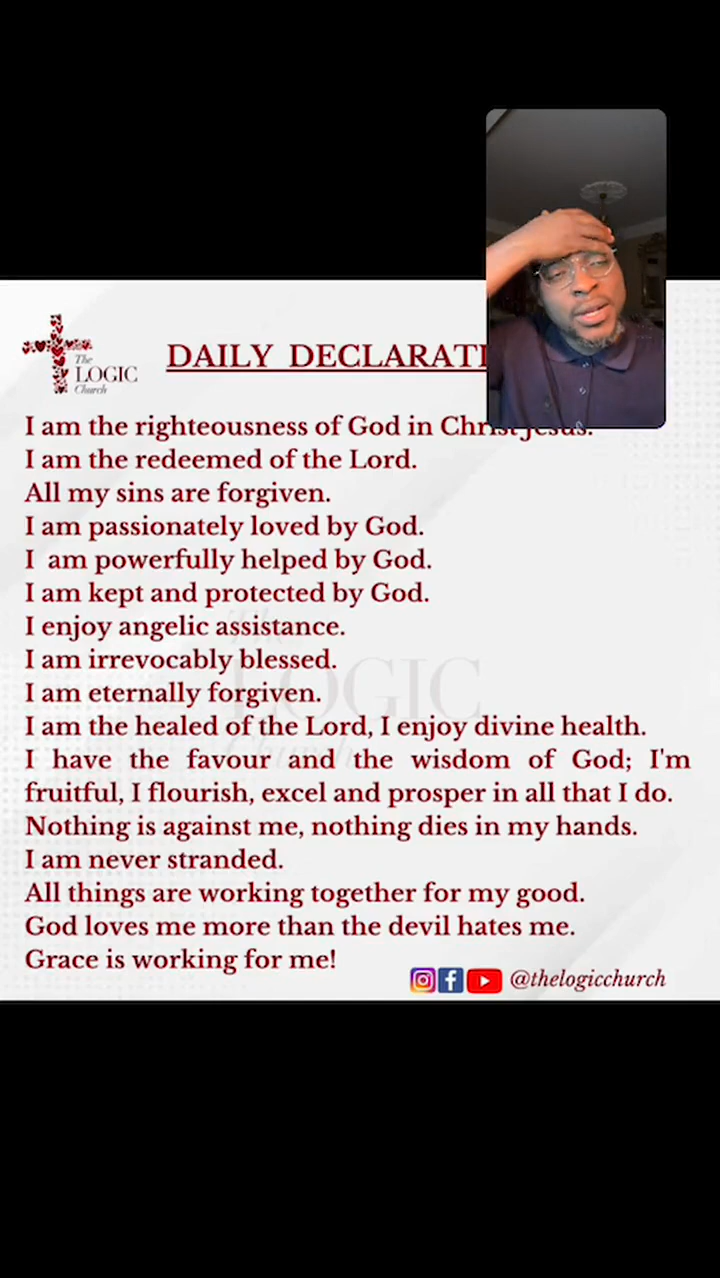 The
LOGIC
Church
DAILY DECLARATI
I am the righteousness of God in Christ Jesus.
I am the redeemed of the Lord.
All my sins are forgiven.
I am passionately loved by God.
I am powerfully helped by God.
I am kept and protected by God.
I enjoy angelic assistance.
I am irrevocably blessed.
I am eternally forgiven.
I am the healed of the Lord, I enjoy divine health.
I have the favour and the wisdom of God; I'm
fruitful, I flourish, excel and prosper in all that I do.
Nothing is against me, nothing dies in my hands.
I am never stranded.
All things are working together for my good.
God loves me more than the devil hates me.
Grace is working for me!
@thelogicchurch
The
LOGIC
Church